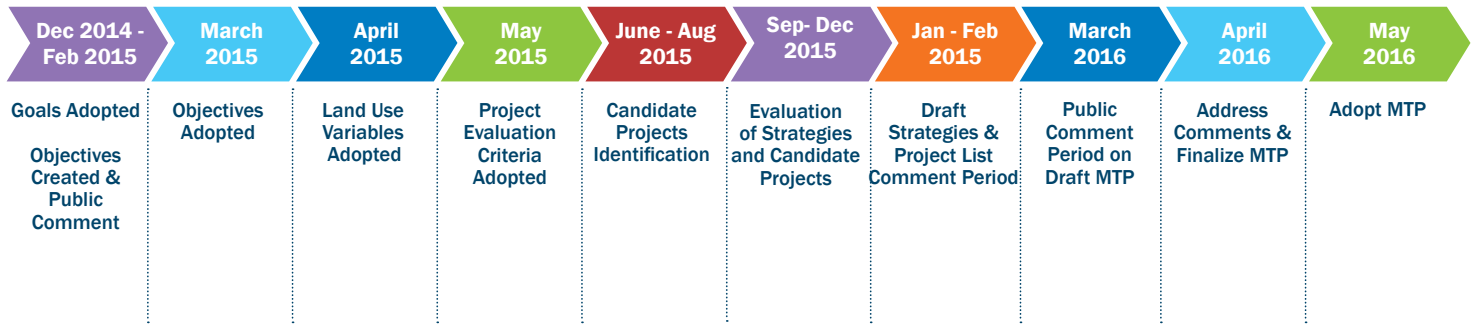 Dec 2014 -
Feb 2015
March
2015
April
2015
May
2015
June - Aug
2015
Sep- Dec
2015
Jan - Feb
2015
March
2016
April
2016
May
2016
Goals Adopted
Objectives
Created &
Public
Comment
Objectives
Adopted
Land Use
Variables
Adopted
Project
Evaluation
Criteria
Adopted
Candidate
Projects
Identification
Evaluation
of Strategies
and Candidate
Projects
Draft
Strategies &
Project List
Comment Period
Public
Comment
Period on
Draft MTP
Address
Comments &
Finalize MTP
Adopt MTP